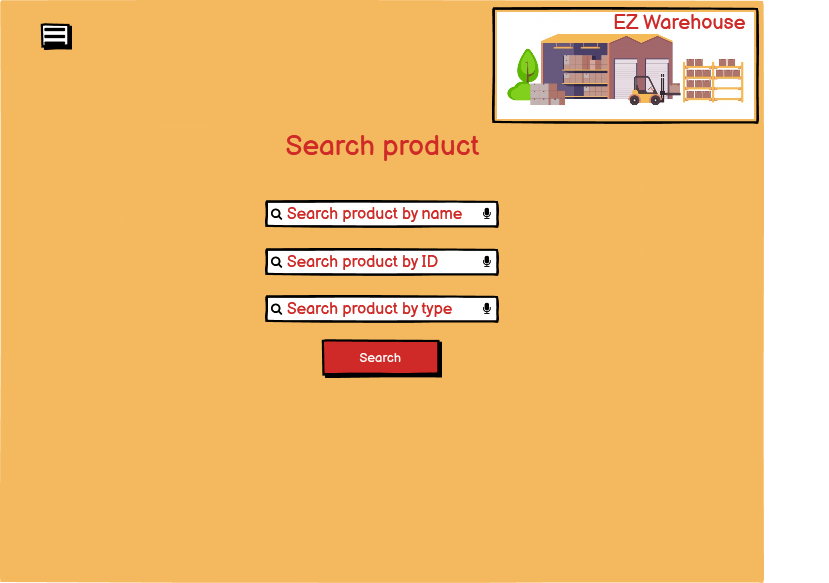 EZ Warehouse
Search product
Search product by name
Search product by ID
Search product by type
Search